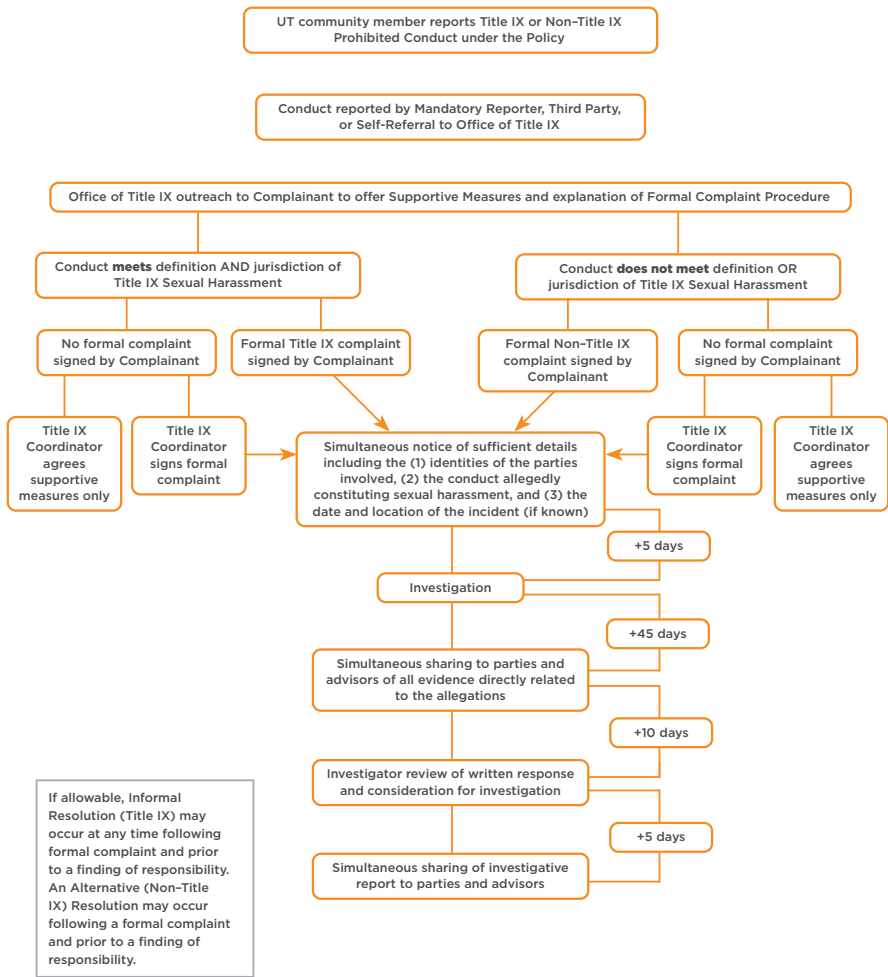 UT community member reports Title IX or Non–Title IX
Prohibited Conduct under the Policy
Conduct reported by Mandatory Reporter, Third Party,
or Self-Referral to Office of Title IX
Office of Title IX outreach to Complainant to offer Supportive Measures and explanation of Formal Complaint Procedure
Conduct meets definition AND jurisdiction of
Title IX Sexual Harassment
Conduct does not meet definition OR
jurisdiction of Title IX Sexual Harassment
No formal complaint
signed by Complainant
Formal Title IX complaint
signed by Complainant
Formal Non–Title IX
complaint signed by
Complainant
No formal complaint
signed by Complainant
Title IX
Coordinator
agrees
supportive
measures only
Title IX
Coordinator
signs formal
complaint
Simultaneous notice of sufficient details
including the (1) identities of the parties
involved, (2) the conduct allegedly
constituting sexual harassment, and (3) the
date and location of the incident (if known)
Title IX
Coordinator
signs formal
complaint
Title IX
Coordinator
agrees
supportive
measures only
+5 days
Investigation
+45 days
Simultaneous sharing to parties and
advisors of all evidence directly related
to the allegations
+10 days
Investigator review of written response
and consideration for investigation
+5 days
Simultaneous sharing of investigative
report to parties and advisors
If allowable, Informal
Resolution (Title IX) may
occur at any time following
formal complaint and prior
to a finding of responsibility.
An Alternative (Non–Title
IX) Resolution may occur
following a formal complaint
and prior to a finding of
responsibility.